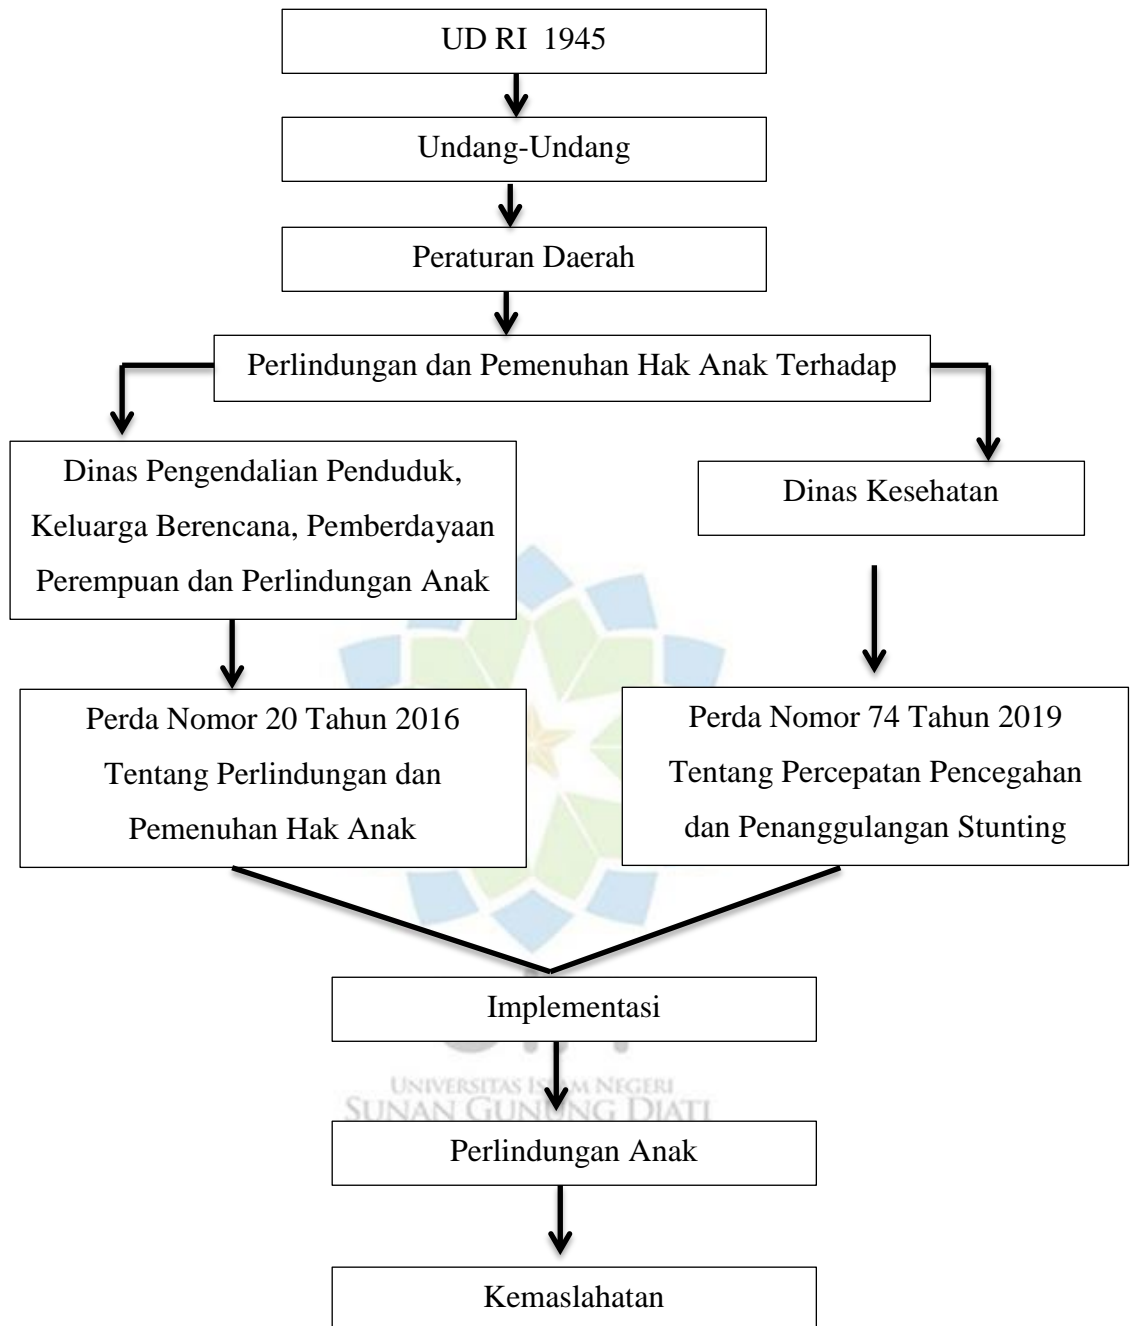 UD RI 1945
Undang-Undang
Peraturan Daerah
Perlindungan dan Pemenuhan Hak Anak Terhadap
Dinas Pengendalian Penduduk,
Keluarga Berencana, Pemberdayaan
Perempuan dan Perlindungan Anak
Dinas Kesehatan
Perda Nomor 20 Tahun 2016
Tentang Perlindungan dan
Pemenuhan Hak Anak
Perda Nomor 74 Tahun 2019
Tentang Percepatan Pencegahan
dan Penanggulangan Stunting
Implementasi
UNIVERSITAS ISLAM NEGERI
SUNAN GUNUNG DJATI
Perlindungan Anak
Kemaslahatan